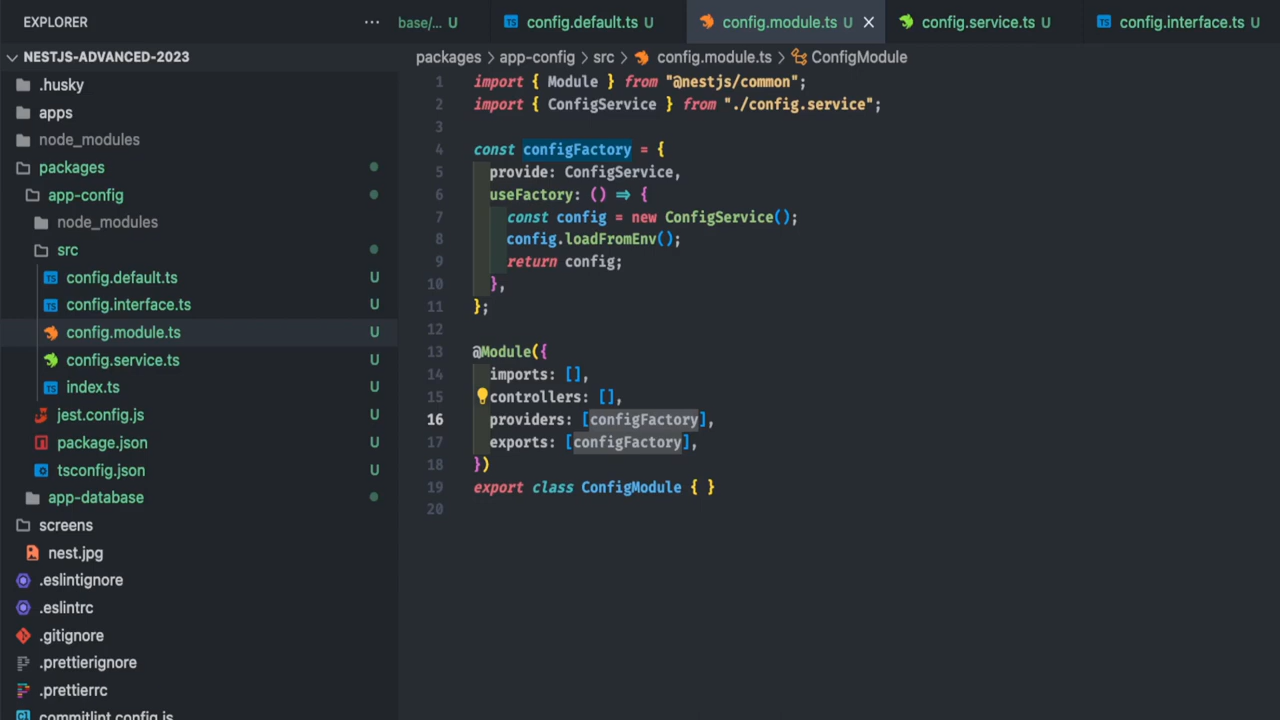 EXPLORER
...
base/... U
config.default.ts U
config.module.ts U
config.service.ts U
config.interface.ts U
NESTJS-ADVANCED-2023
.husky
apps
node_modules
packages
app-config
node_modules
src
config.default.ts U
config.interface.ts U
config.module.ts U
config.service.ts U
index.ts U
jest.config.js U
package.json U
tsconfig.json U
app-database
screens
nest.jpg
.eslintignore
.eslintrc
.gitignore
.prettierignore
.prettierrc
commitlint.config.js
packages > app-config > src > config.module.ts > ConfigModule
1 import { Module } from "@nestjs/common";
2 import { ConfigService } from "./config.service";
3
4 const configFactory = {
5 provide: ConfigService,
6 useFactory: () => {
7 const config = new ConfigService();
8 config.loadFromEnv();
9 return config;
10 },
11 };
12
13 @Module({
14 imports: [],
15 controllers: [],
16 providers: [configFactory],
17 exports: [configFactory],
18 })
19 export class ConfigModule { }
20